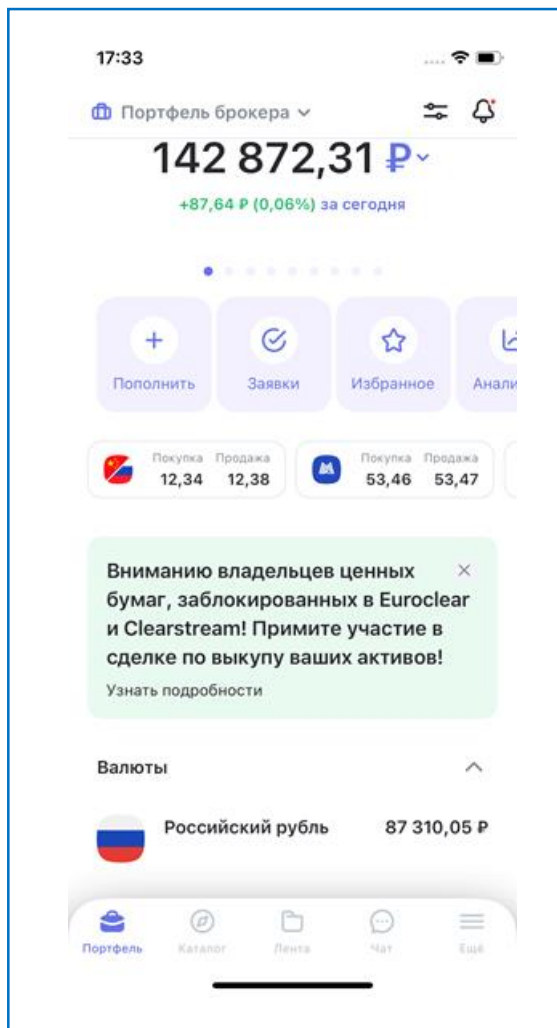 17:33
Портфель брокера
142 872,31 ₽
+87,64 ₽ (0,06%) за сегодня
Пополнить Заявки Избранное Анали
Покупка Продажа Покупка Продажа
12,34 12,38 53,46 53,47
Вниманию владельцев ценных
бумаг, заблокированных в Euroclear
и Clearstream! Примите участие в
сделке по выкупу ваших активов!
Узнать подробности
Валюты
Российский рубль 87 310,05 ₽
Портфель Каталог Лента Чат Ещё